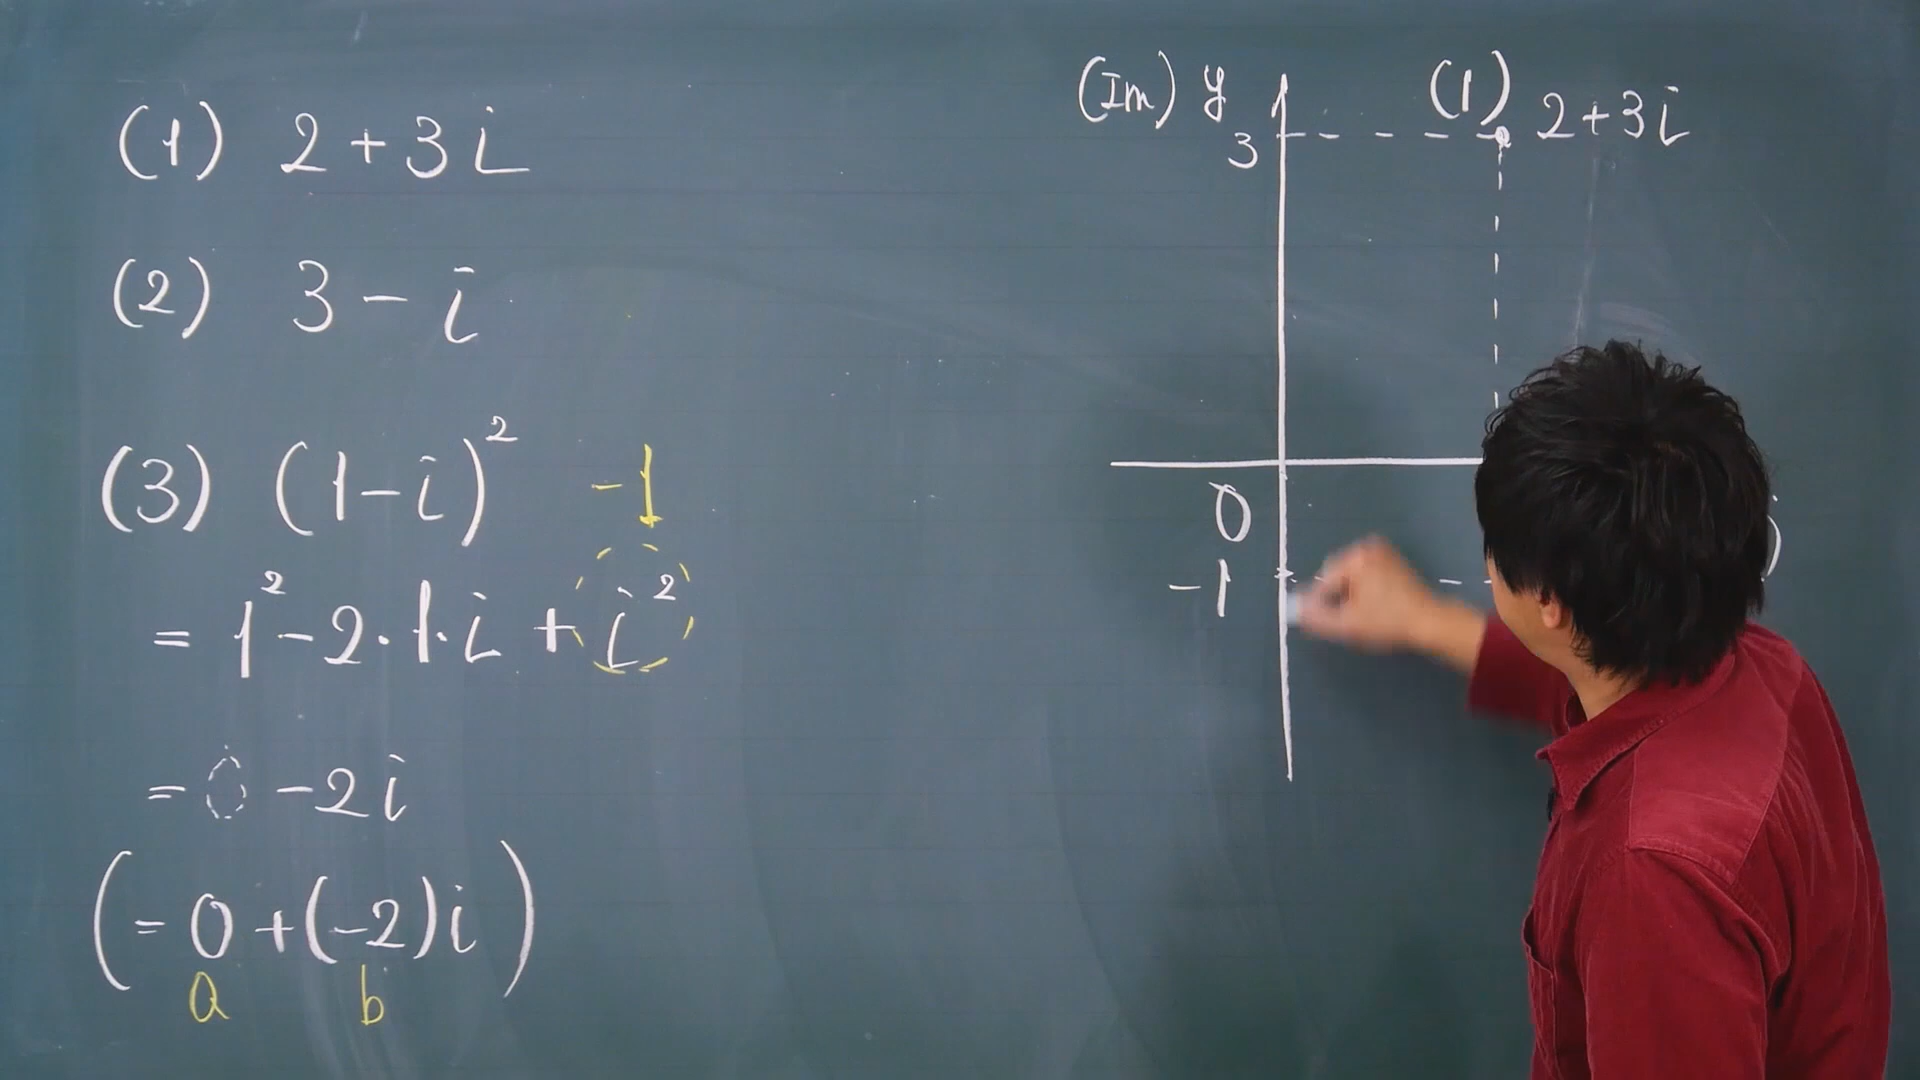 (1) 2+3i
(2) 3-i
(3) (1-i)²
-1
= 1²-2·1·i+i²
= 0-2i
(= 0+(-2)i)
a b
(Im) y
3
(1) 2+3i
0
-1